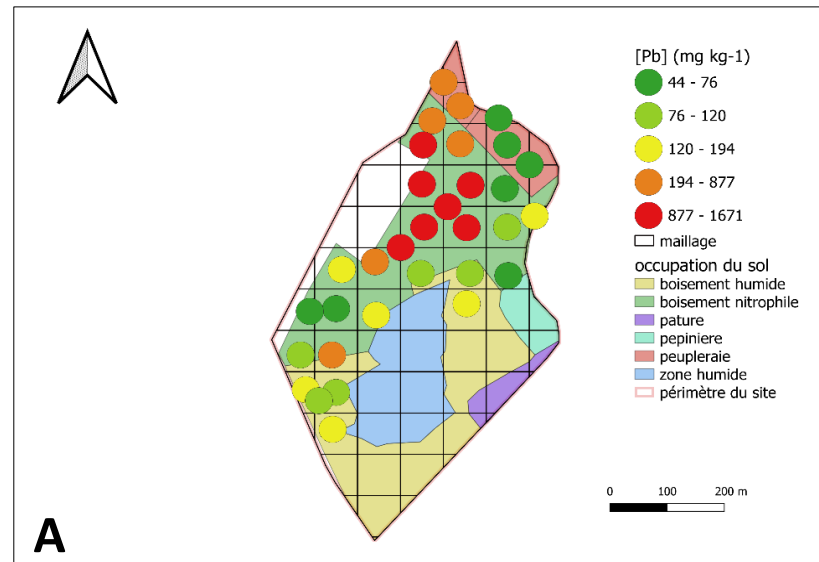 [Pb] (mg kg-1)
44 - 76
76 - 120
120 - 194
194 - 877
877 - 1671
maillage
occupation du sol
boisement humide
boisement nitrophile
pature
pepiniere
peupleraie
zone humide
périmètre du site
0 100 200 m
A